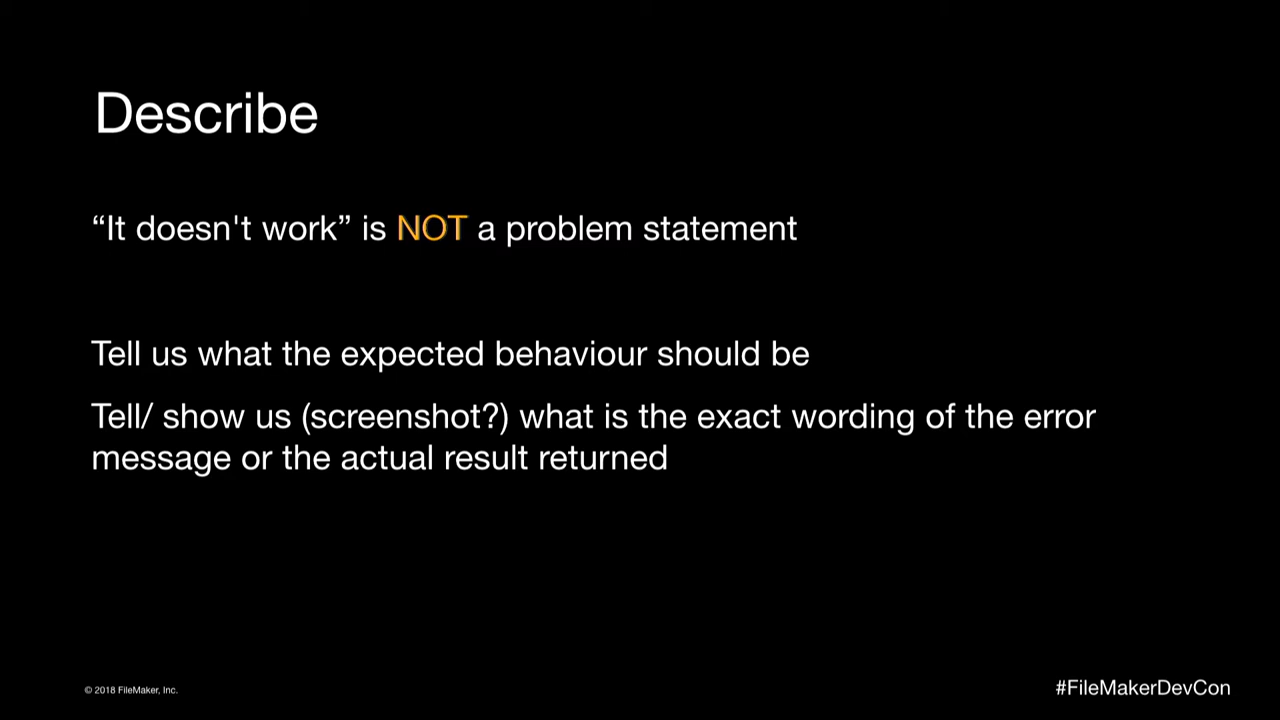 Describe
“It doesn't work” is NOT a problem statement
Tell us what the expected behaviour should be
Tell/ show us (screenshot?) what is the exact wording of the error
message or the actual result returned
© 2018 FileMaker, Inc.
#FileMakerDevCon